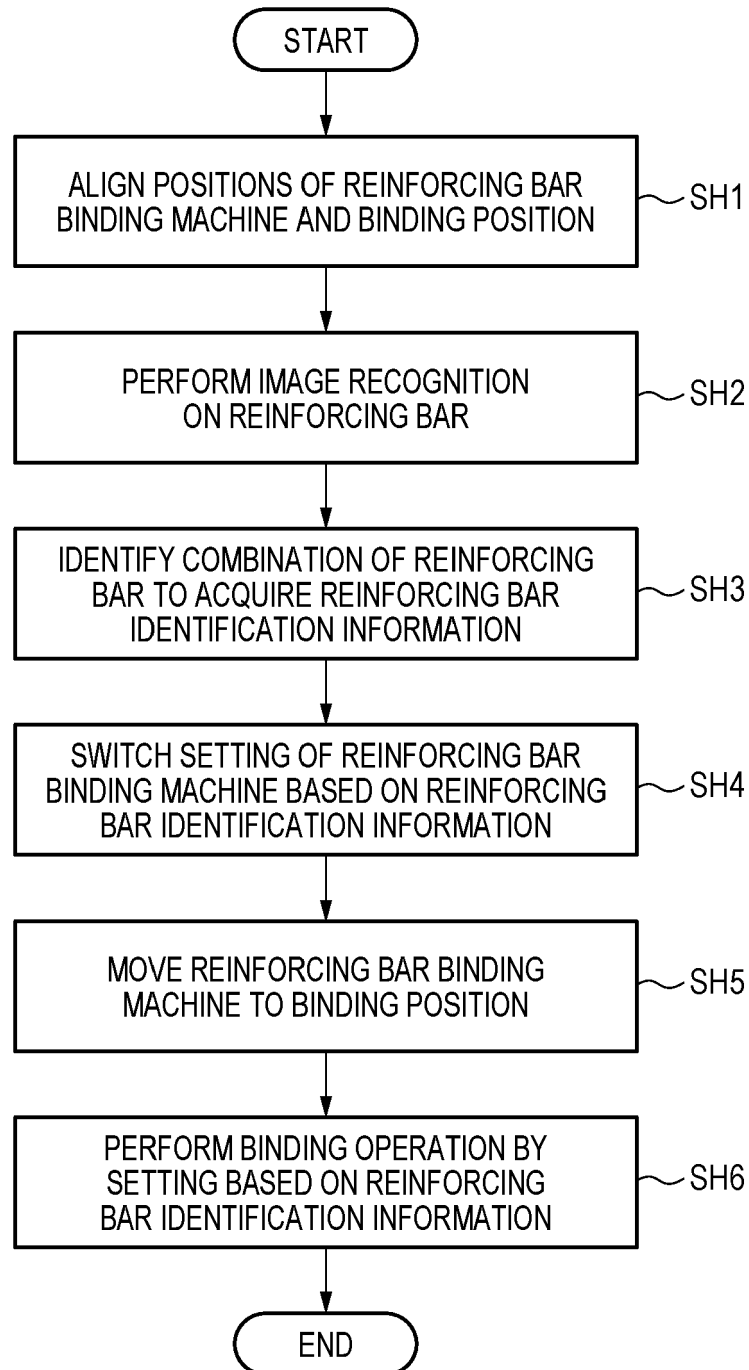 START
ALIGN POSITIONS OF REINFORCING BAR
BINDING MACHINE AND BINDING POSITION
SH1
PERFORM IMAGE RECOGNITION
ON REINFORCING BAR
SH2
IDENTIFY COMBINATION OF REINFORCING
BAR TO ACQUIRE REINFORCING BAR
IDENTIFICATION INFORMATION
SH3
SWITCH SETTING OF REINFORCING BAR
BINDING MACHINE BASED ON REINFORCING
BAR IDENTIFICATION INFORMATION
SH4
MOVE REINFORCING BAR BINDING
MACHINE TO BINDING POSITION
SH5
PERFORM BINDING OPERATION BY
SETTING BASED ON REINFORCING
BAR IDENTIFICATION INFORMATION
SH6
END